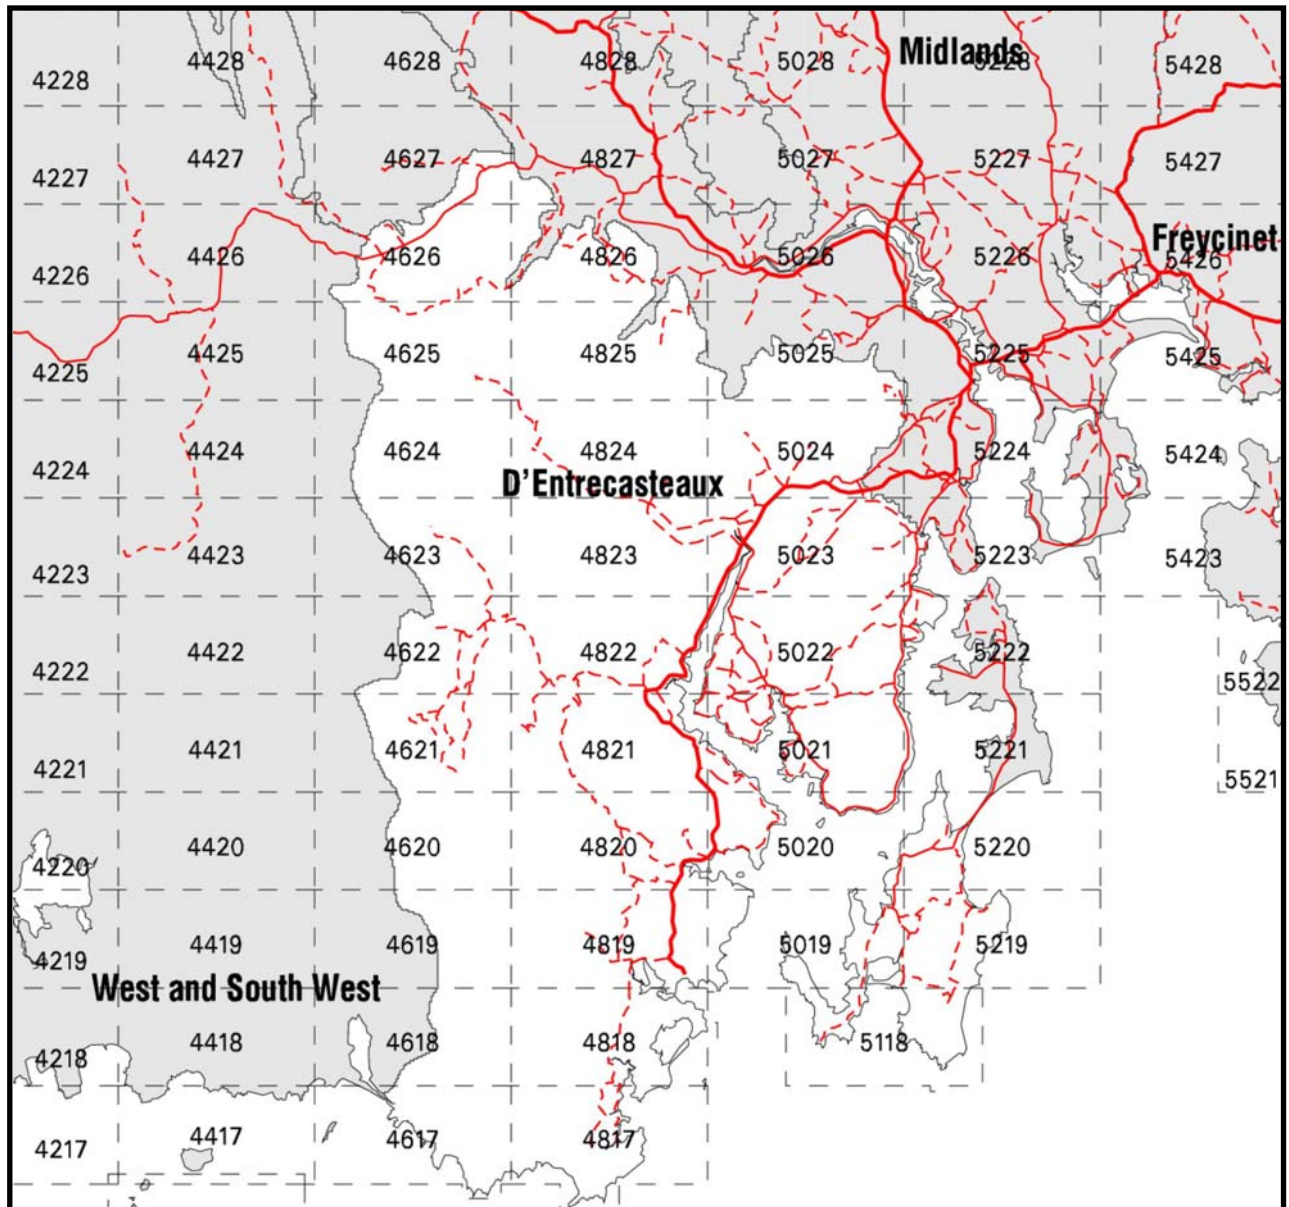 Midlands
4228 4428 4628 4828 5028 5228 5428
4227 4427 4627 4827 5027 5227 5427
Freycinet
4226 4426 4626 4826 5026 5226 5426
4225 4425 4625 4825 5025 5225 5425
4224 4424 4624 4824 5024 5224 5424
D'Entrecasteaux
4223 4423 4623 4823 5023 5223 5423
4222 4422 4622 4822 5022 5222 5522
4221 4421 4621 4821 5021 5221 5521
4220 4420 4620 4820 5020 5220
4219 4419 4619 4819 5019 5219
West and South West
4218 4418 4618 4818 5118
4217 4417 4617 4817